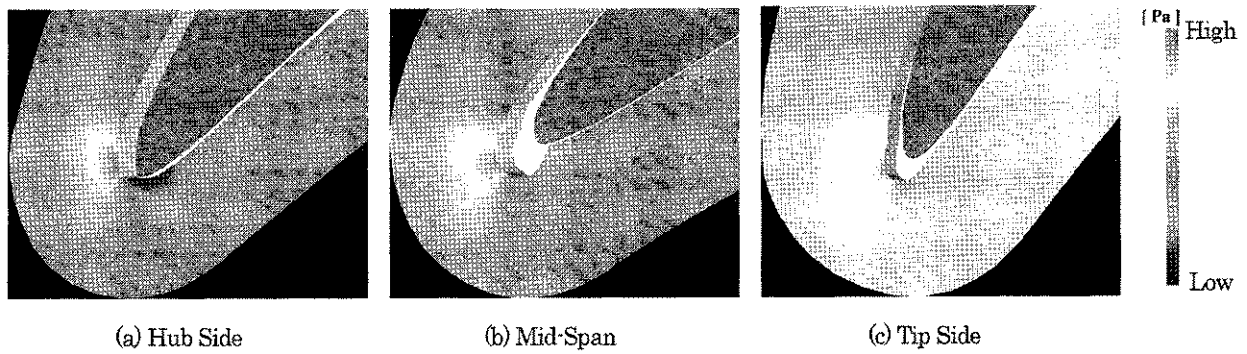 [ Pa ]
High
Low
(a) Hub Side
(b) Mid-Span
(c) Tip Side